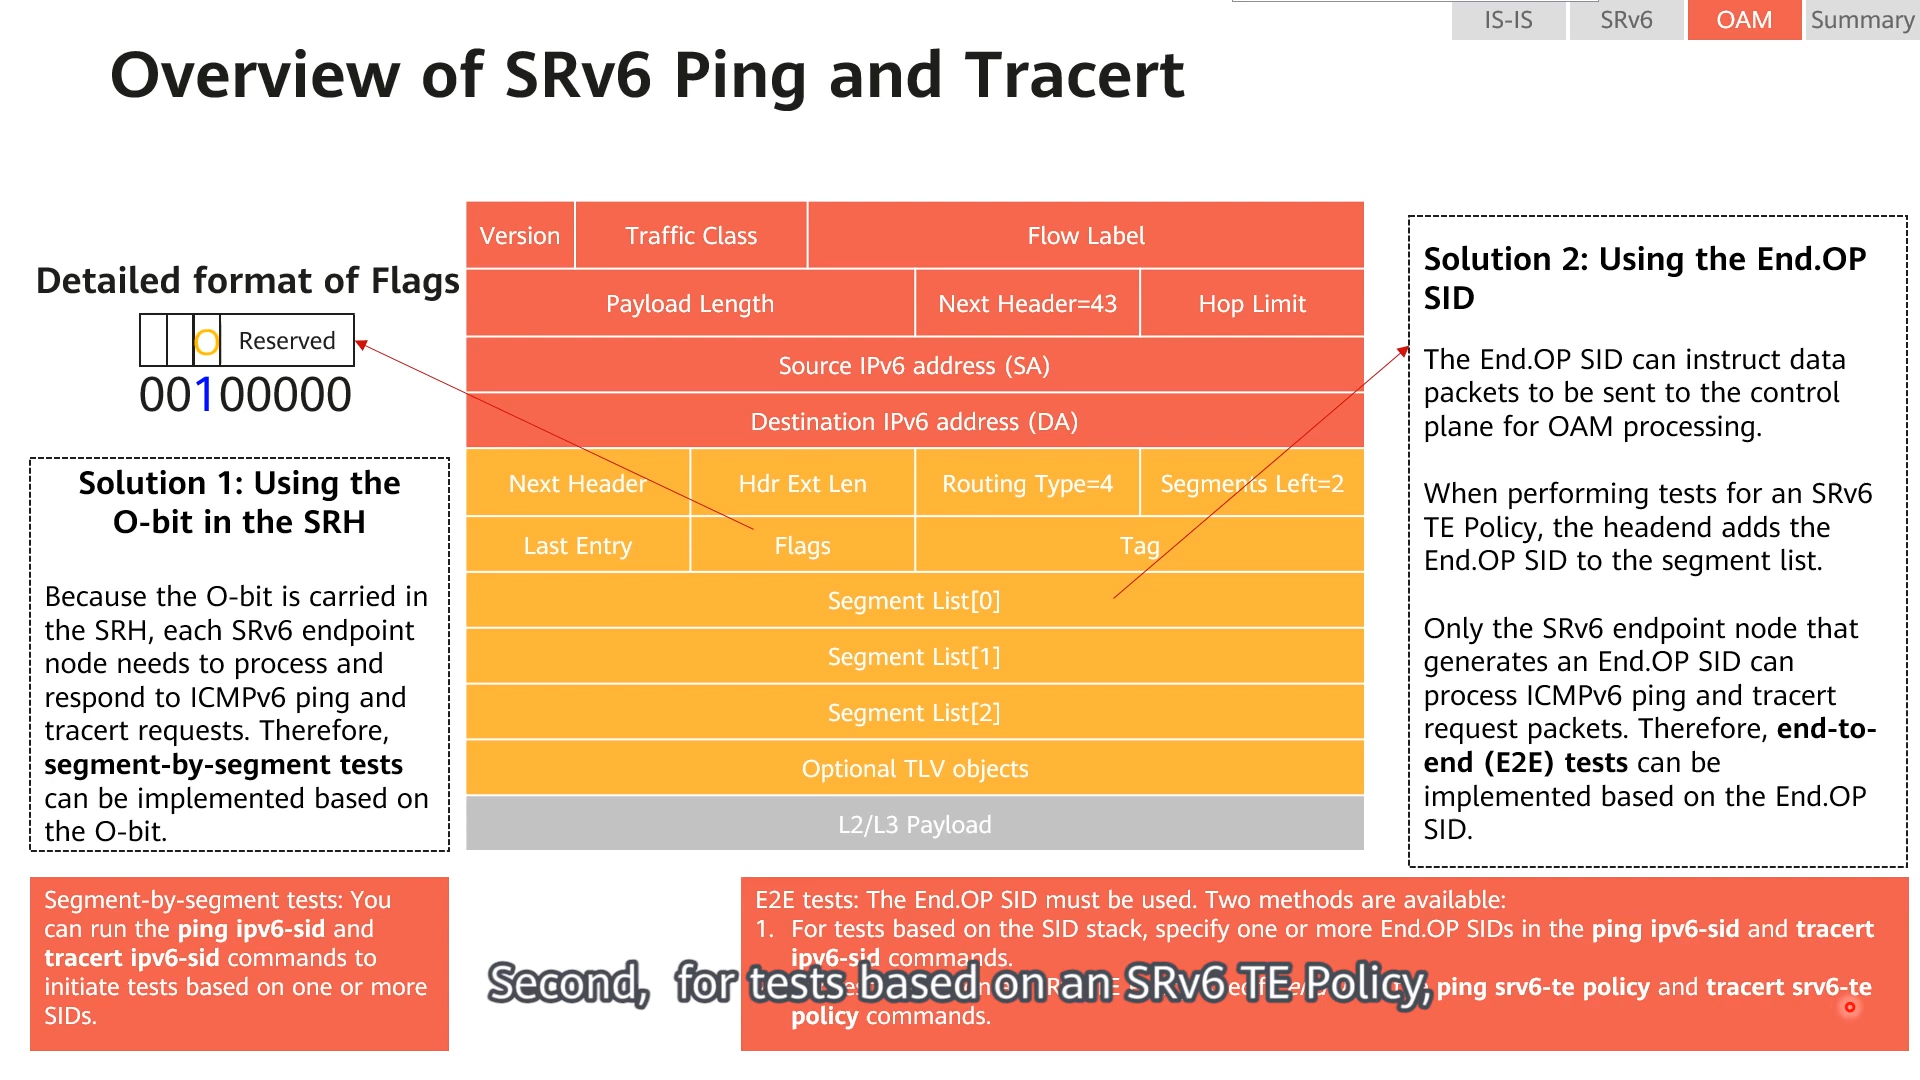 IS-IS
SRv6
OAM
Summary
Overview of SRv6 Ping and Tracert
Detailed format of Flags
O
Reserved
00100000
Solution 1: Using the
O-bit in the SRH
Because the O-bit is carried in
the SRH, each SRv6 endpoint
node needs to process and
respond to ICMPv6 ping and
tracert requests. Therefore,
segment-by-segment tests
can be implemented based on
the O-bit.
Segment-by-segment tests: You
can run the ping ipv6-sid and
tracert ipv6-sid commands to
initiate tests based on one or more
SIDs.
Version
Traffic Class
Flow Label
Payload Length
Next Header=43
Hop Limit
Source IPv6 address (SA)
Destination IPv6 address (DA)
Next Header
Hdr Ext Len
Routing Type=4
Segments Left=2
Last Entry
Flags
Tag
Segment List[0]
Segment List[1]
Segment List[2]
Optional TLV objects
L2/L3 Payload
Solution 2: Using the End.OP
SID
The End.OP SID can instruct data
packets to be sent to the control
plane for OAM processing.
When performing tests for an SRv6
TE Policy, the headend adds the
End.OP SID to the segment list.
Only the SRv6 endpoint node that
generates an End.OP SID can
process ICMPv6 ping and tracert
request packets. Therefore, end-to-
end (E2E) tests can be
implemented based on the End.OP
SID.
E2E tests: The End.OP SID must be used. Two methods are available:
1. For tests based on the SID stack, specify one or more End.OP SIDs in the ping ipv6-sid and tracert
ipv6-sid commands.
ping srv6-te policy and tracert srv6-te
policy commands.
Second, for tests based on an SRv6 TE Policy,